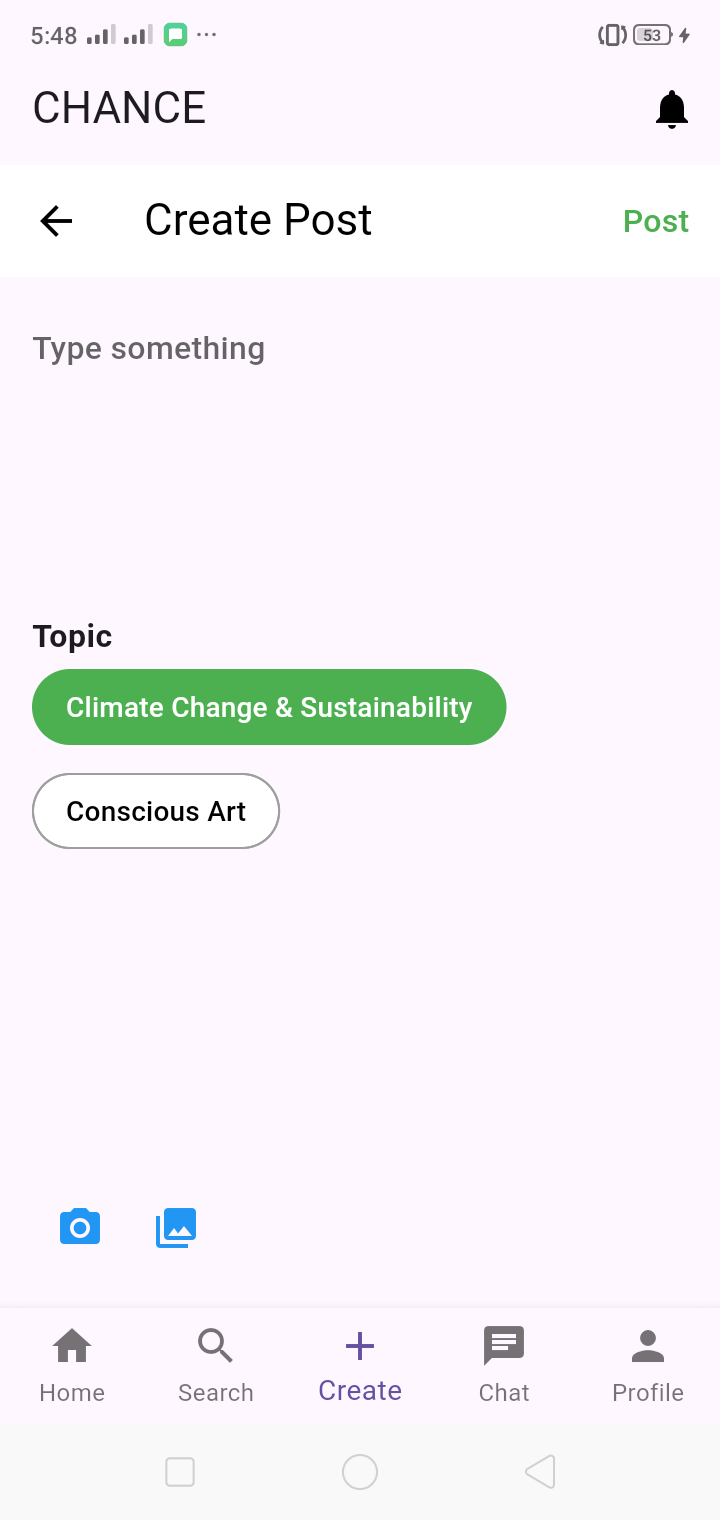 5:48 53
CHANCE
Create Post Post
Type something
Topic
Climate Change & Sustainability
Conscious Art
Home Search Create Chat Profile